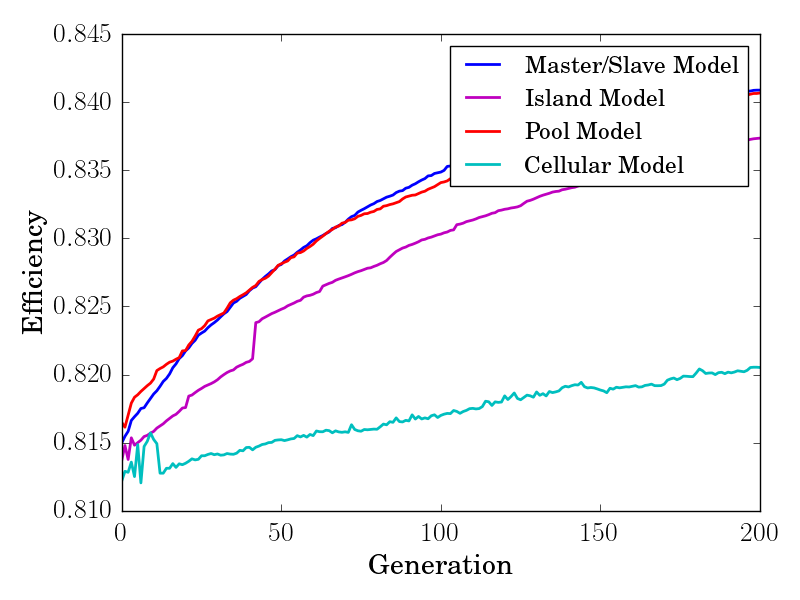 0.845
0.840
0.835
0.830
0.825
0.820
0.815
0.810
Efficiency
Master/Slave Model
Island Model
Pool Model
Cellular Model
0 50 100 150 200
Generation